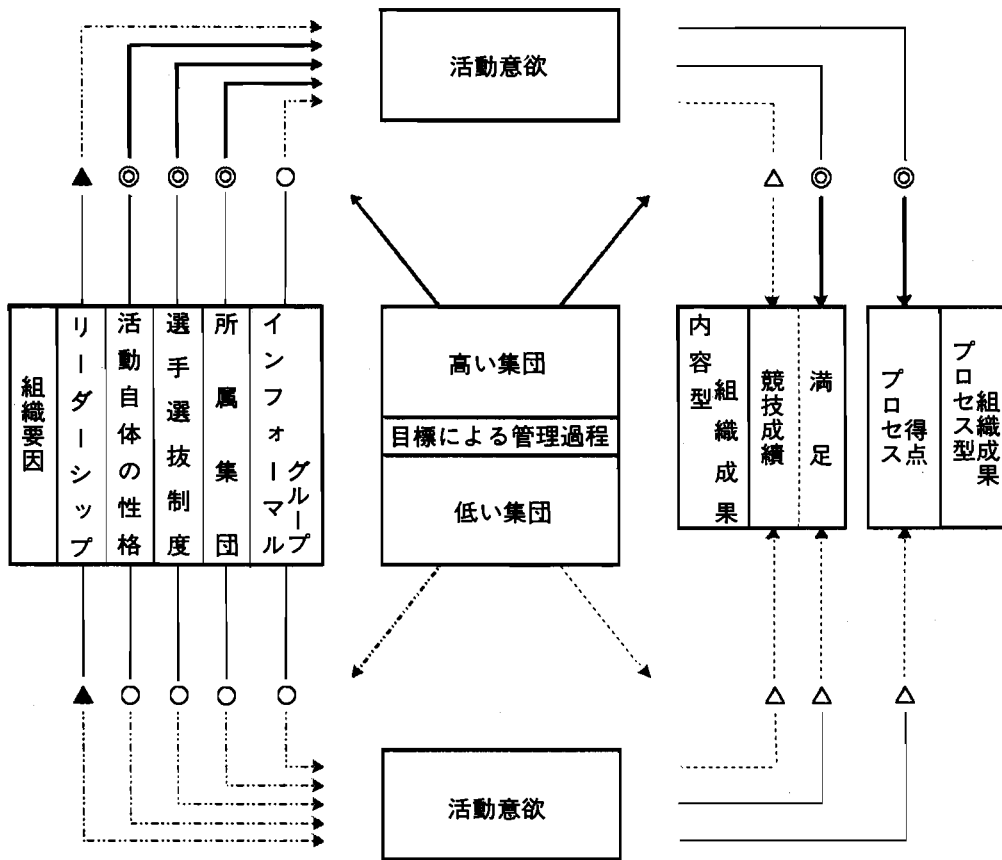 活動意欲
組織要因
リーダーシップ
活動自体の性格
選手選抜制度
所属集団
インフォーマル
グループ
高い集団
目標による管理過程
低い集団
内容型
組織成果
競技成績
満足
プロセス
得点
プロセス型
組織成果
活動意欲